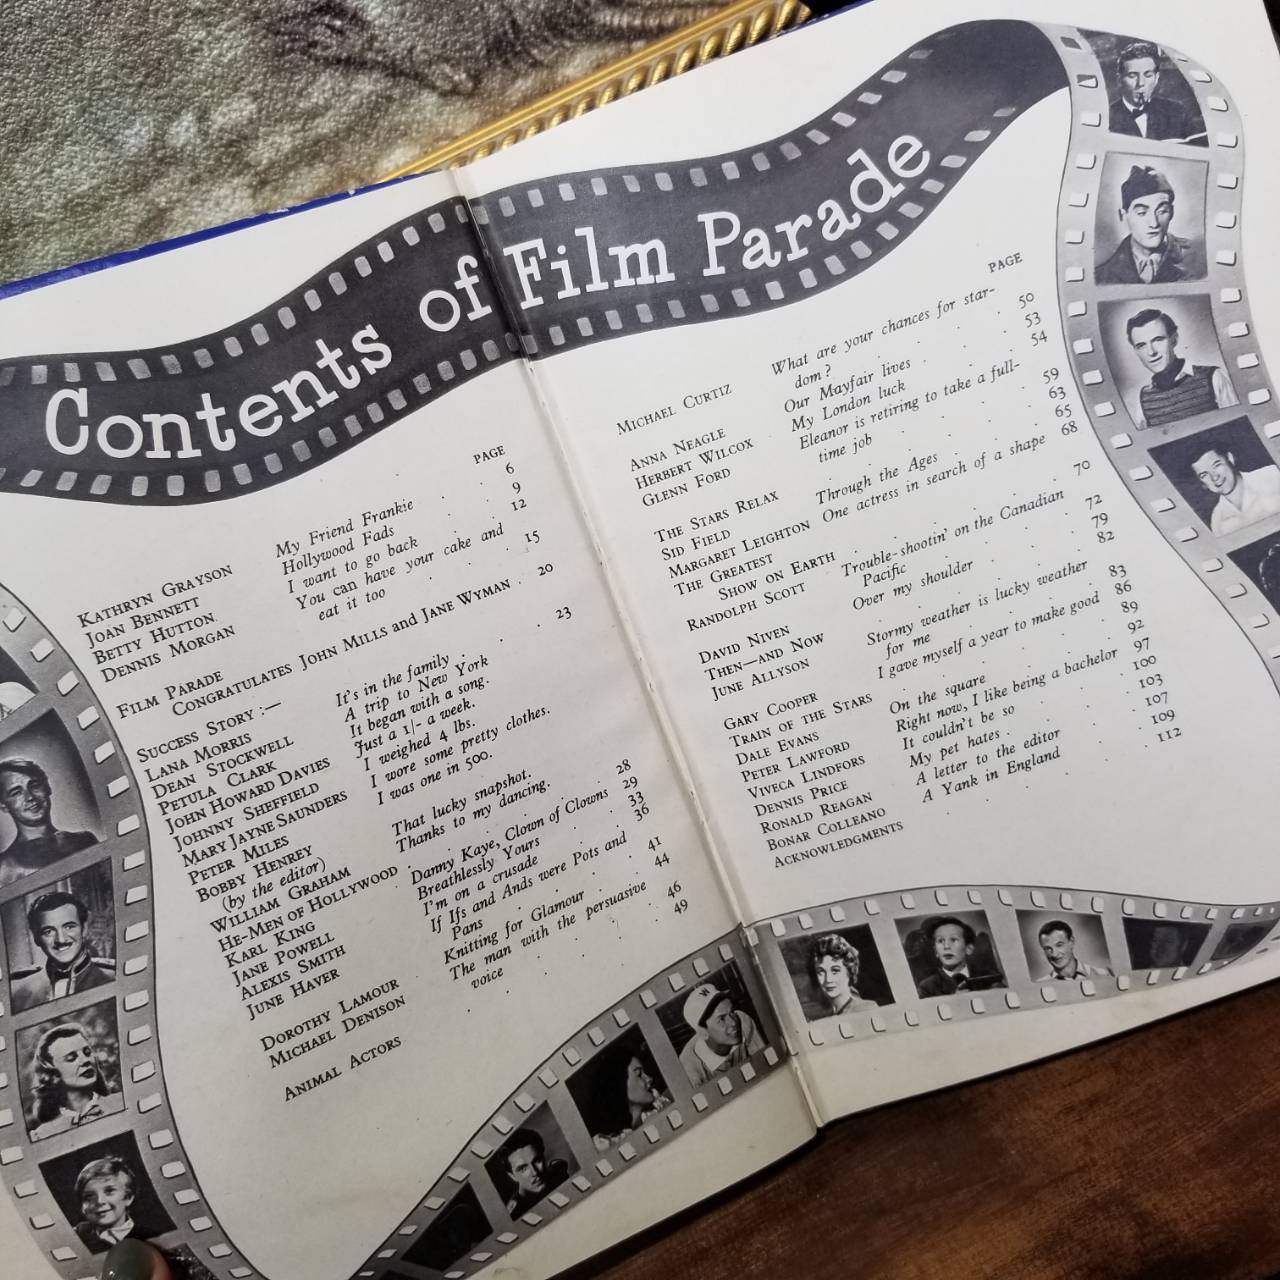 Contents of Film Parade
PAGE
KATHRYN GRAYSON My Friend Frankie . . 6
JOAN BENNETT Hollywood Fads . . 9
BETTY HUTTON I want to go back . . 12
DENNIS MORGAN You can have your cake and
eat it too . . . 15
FILM PARADE
CONGRATULATES JOHN MILLS and JANE WYMAN . 20
SUCCESS STORY :— . . . 23
LANA MORRIS It's in the family .
DEAN STOCKWELL A trip to New York
PETULA CLARK It began with a song.
JOHN HOWARD DAVIES Just a 1/- a week.
JOHNNY SHEFFIELD I weighed 4 lbs.
MARY JAYNE SAUNDERS I wore some pretty clothes.
PETER MILES I was one in 500.
BOBBY HENREY
(by the editor) That lucky snapshot.
WILLIAM GRAHAM Thanks to my dancing.
HE-MEN OF HOLLYWOOD . . . 28
KARL KING Danny Kaye, Clown of Clowns 29
JANE POWELL Breathlessly Yours . . 33
ALEXIS SMITH I'm on a crusade . . 36
JUNE HAVER If Ifs and Ands were Pots and
Pans . . . 41
DOROTHY LAMOUR Knitting for Glamour . . 44
MICHAEL DENISON The man with the persuasive
voice . . . 46
ANIMAL ACTORS . . . 49
PAGE
MICHAEL CURTIZ What are your chances for star-
dom? . . . 50
ANNA NEAGLE Our Mayfair lives . . 53
HERBERT WILCOX My London luck . . 54
GLENN FORD Eleanor is retiring to take a full-
time job . . . 59
THE STARS RELAX . . . 63
SID FIELD Through the Ages . . 65
MARGARET LEIGHTON One actress in search of a shape 68
THE GREATEST
SHOW ON EARTH . . . 70
RANDOLPH SCOTT Trouble-shootin' on the Canadian
Pacific . . . 72
DAVID NIVEN Over my shoulder . . 79
THEN—AND NOW . . . 82
JUNE ALLYSON Stormy weather is lucky weather
for me . . . 83
GARY COOPER I gave myself a year to make good 86
TRAIN OF THE STARS . . . 89
DALE EVANS On the square . . 92
PETER LAWFORD Right now, I like being a bachelor 97
VIVECA LINDFORS It couldn't be so . . 100
DENNIS PRICE My pet hates . . . 103
RONALD REAGAN A letter to the editor . . 107
BONAR COLLEANO A Yank in England . . 109
ACKNOWLEDGMENTS . . . 112
W